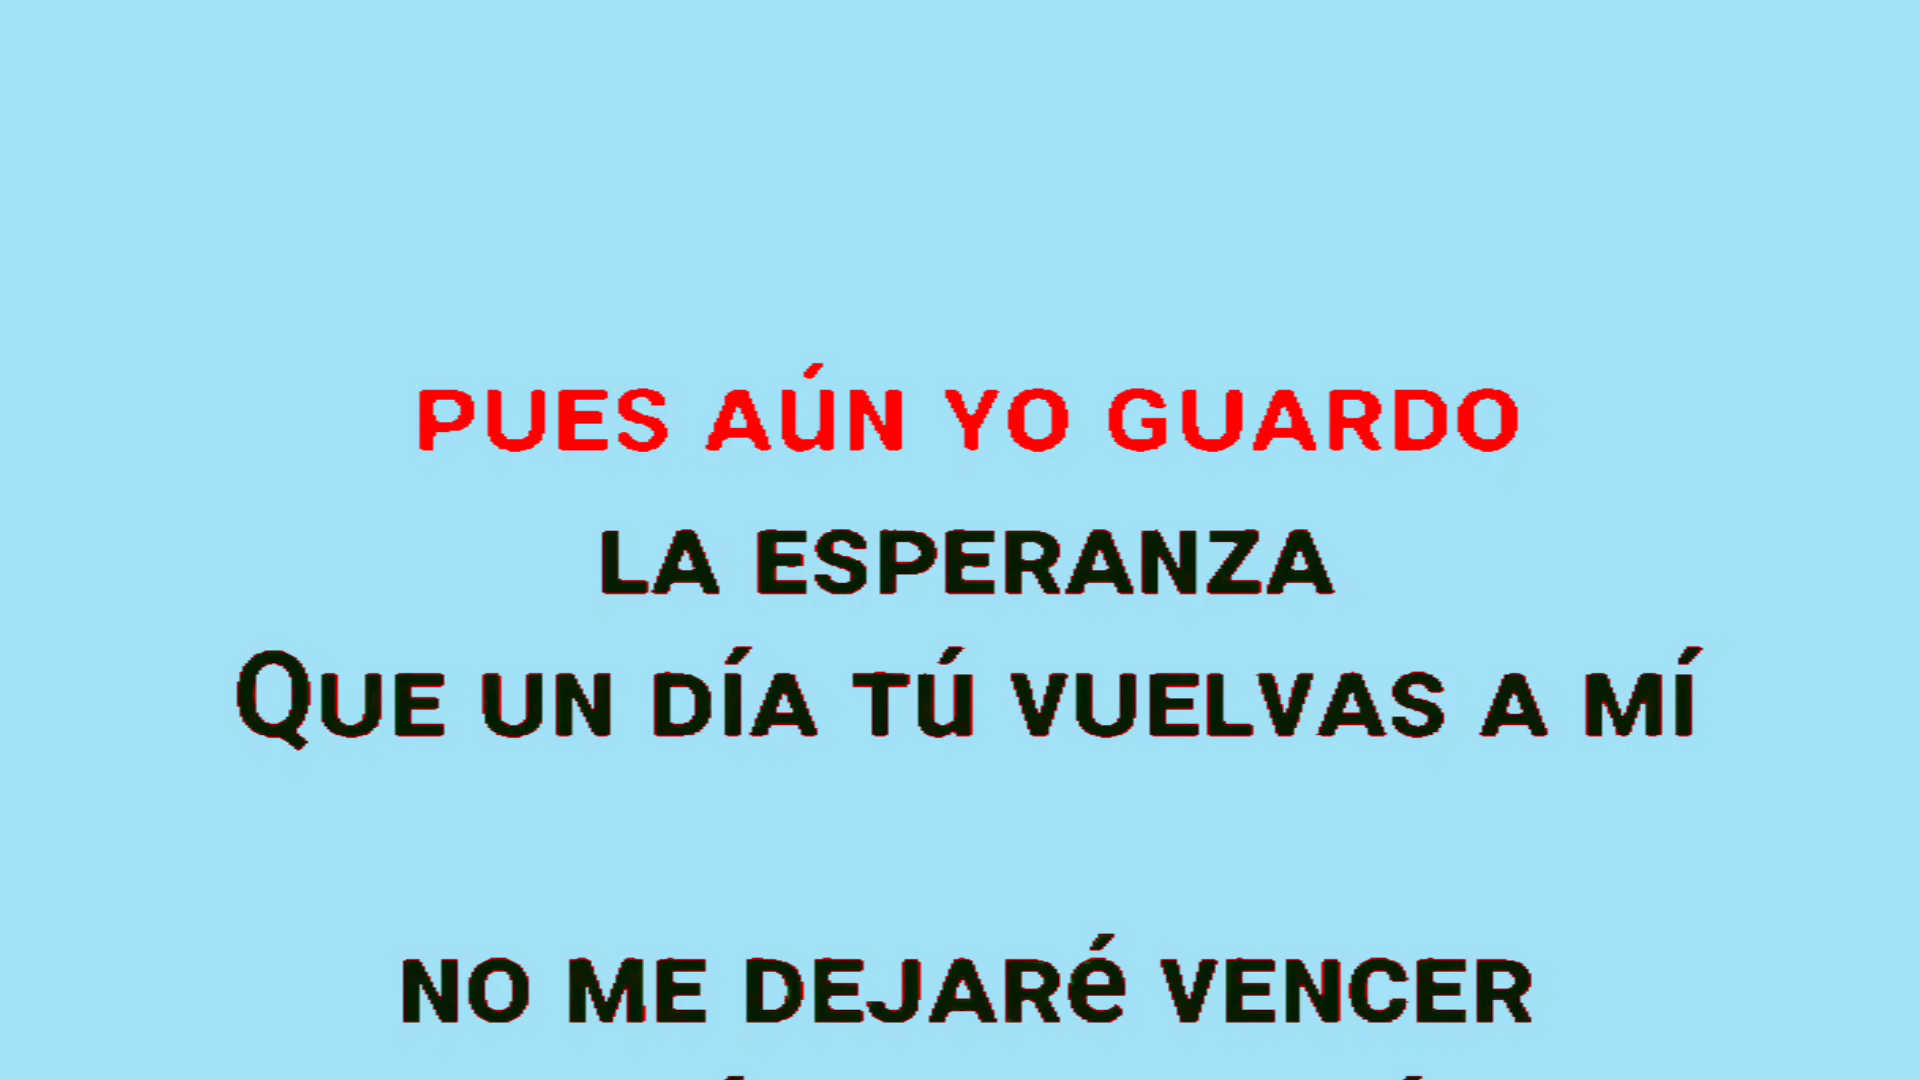 PUES AÚN YO GUARDO
LA ESPERANZA
QUE UN DÍA TÚ VUELVAS A MÍ
NO ME DEJARé VENCER